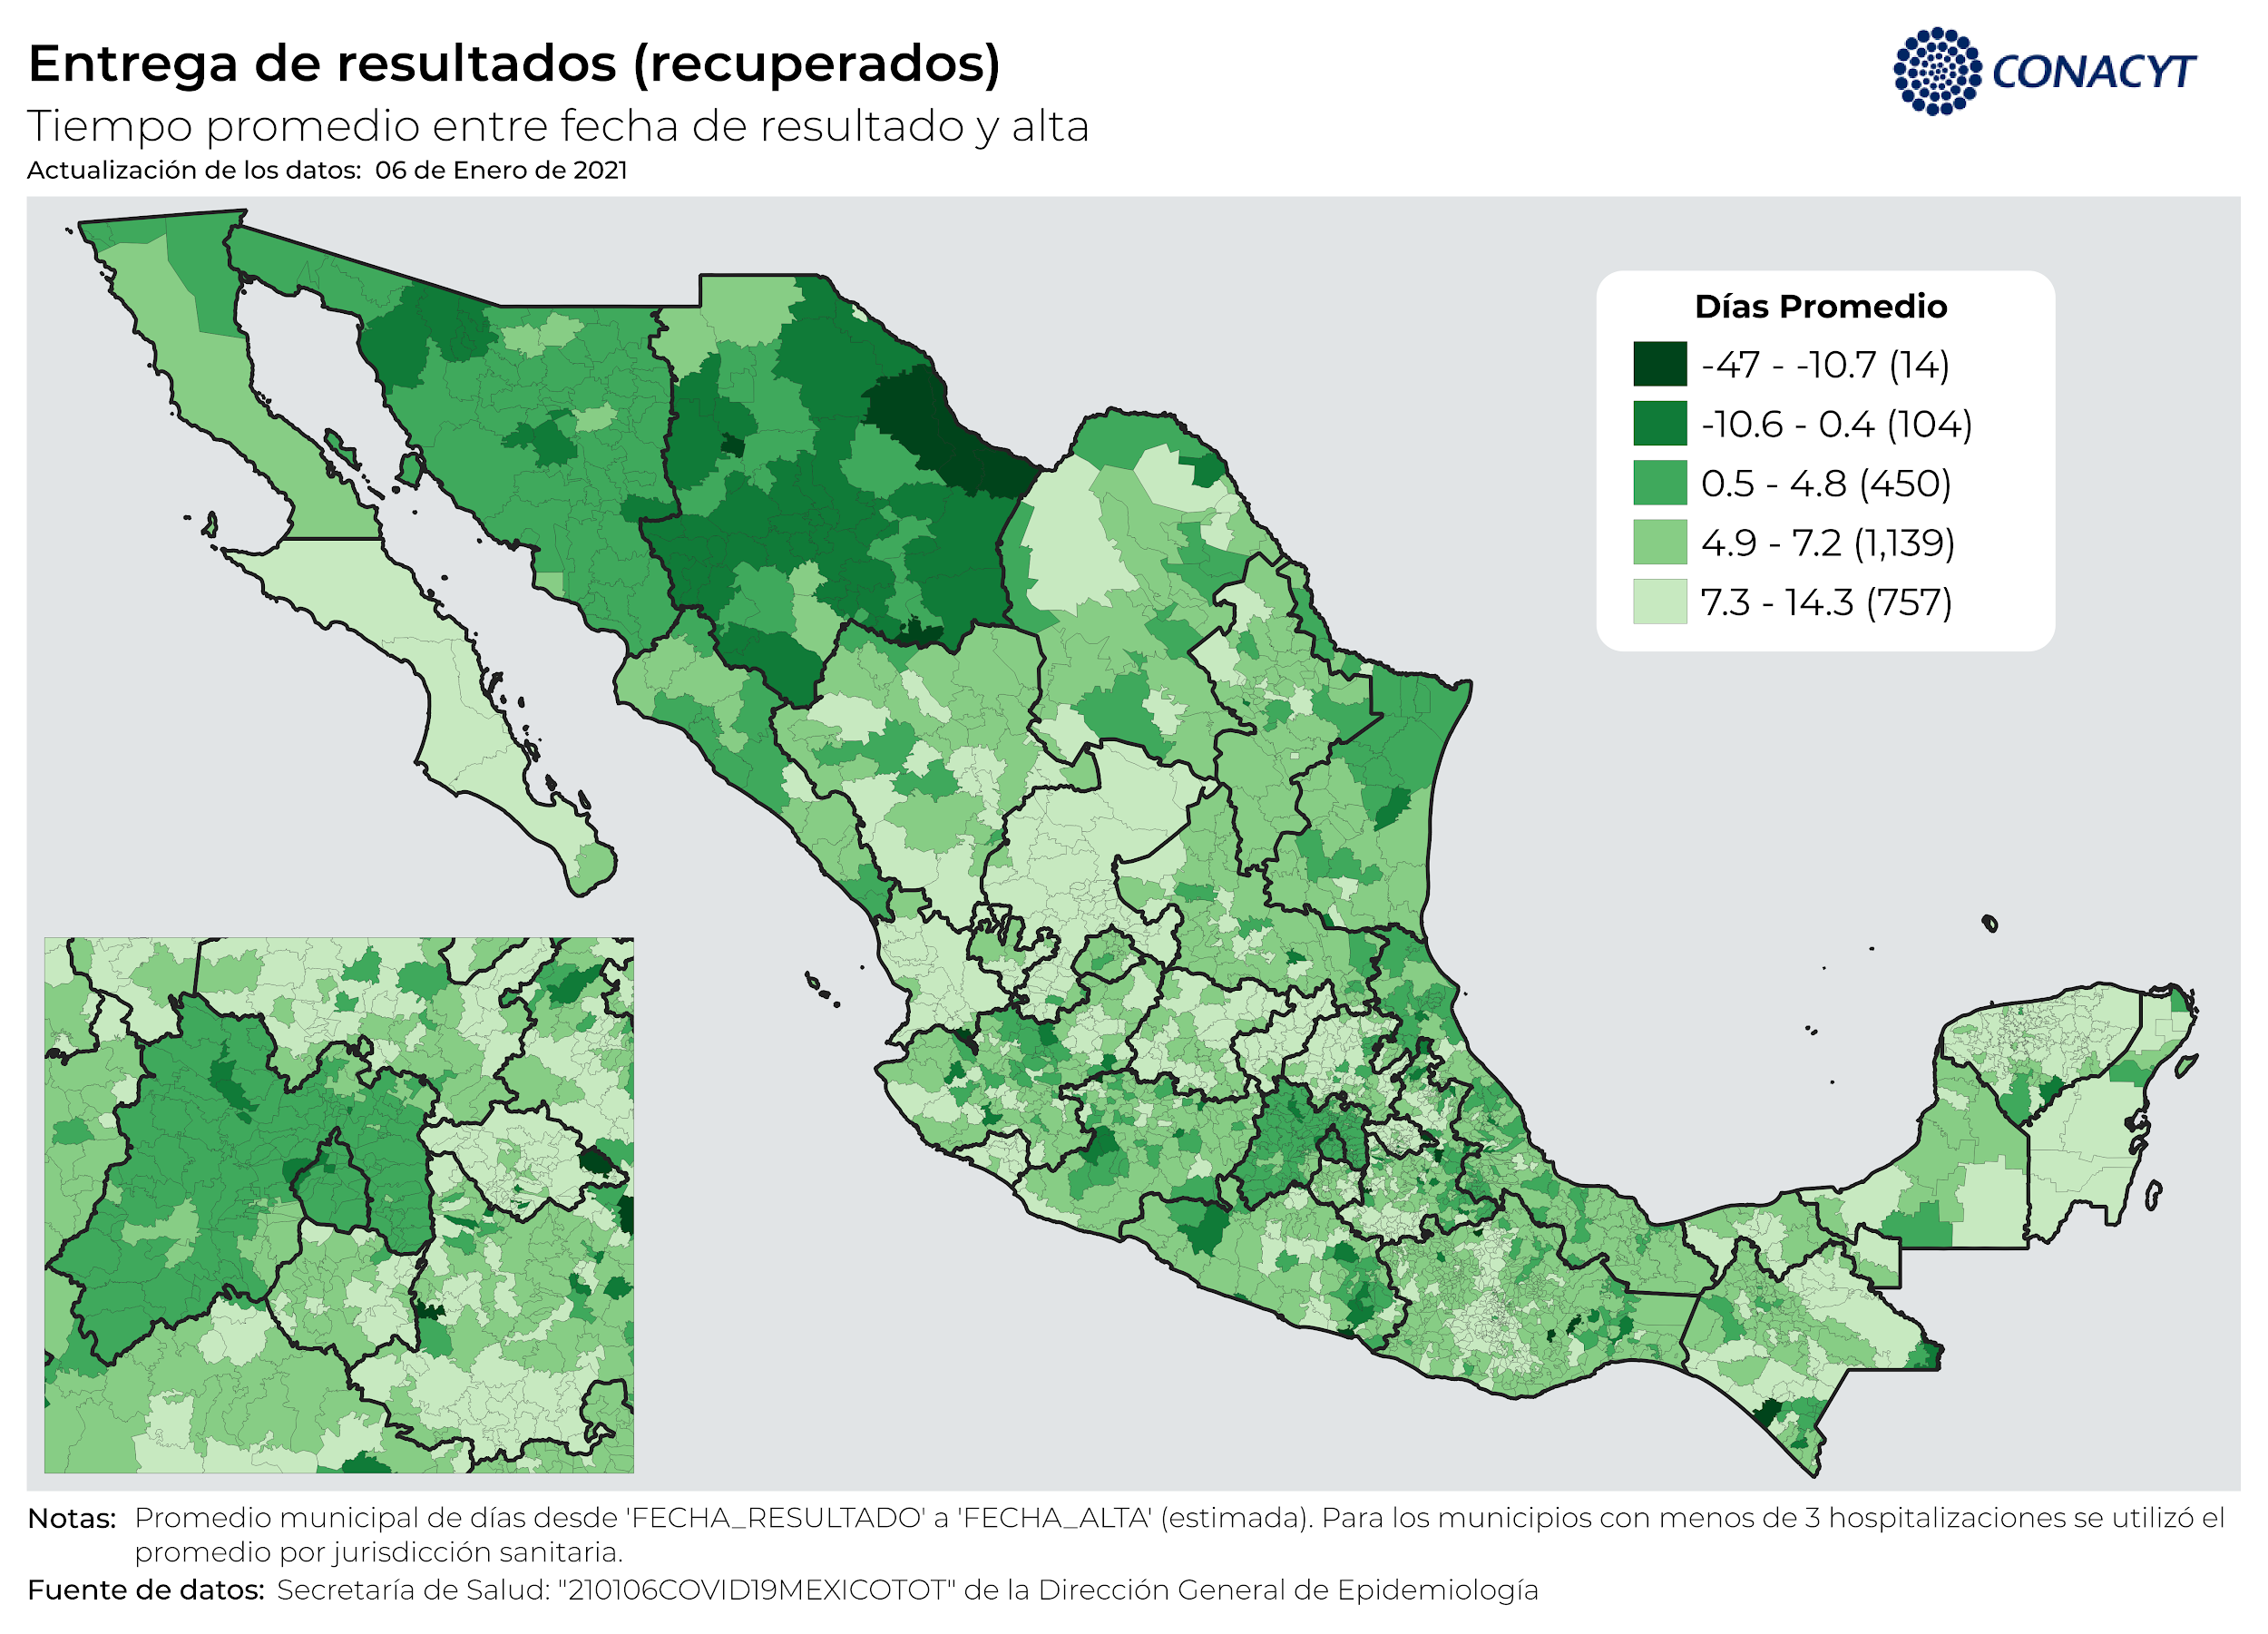 Entrega de resultados (recuperados)
Tiempo promedio entre fecha de resultado y alta
Actualización de los datos: 06 de Enero de 2021
CONACYT
Días Promedio
-47 - -10.7 (14)
-10.6 - 0.4 (104)
0.5 - 4.8 (450)
4.9 - 7.2 (1,139)
7.3 - 14.3 (757)
Notas: Promedio municipal de días desde 'FECHA_RESULTADO' a 'FECHA_ALTA' (estimada). Para los municipios con menos de 3 hospitalizaciones se utilizó el
promedio por jurisdicción sanitaria.
Fuente de datos: Secretaría de Salud: "210106COVID19MEXICOTOT" de la Dirección General de Epidemiología